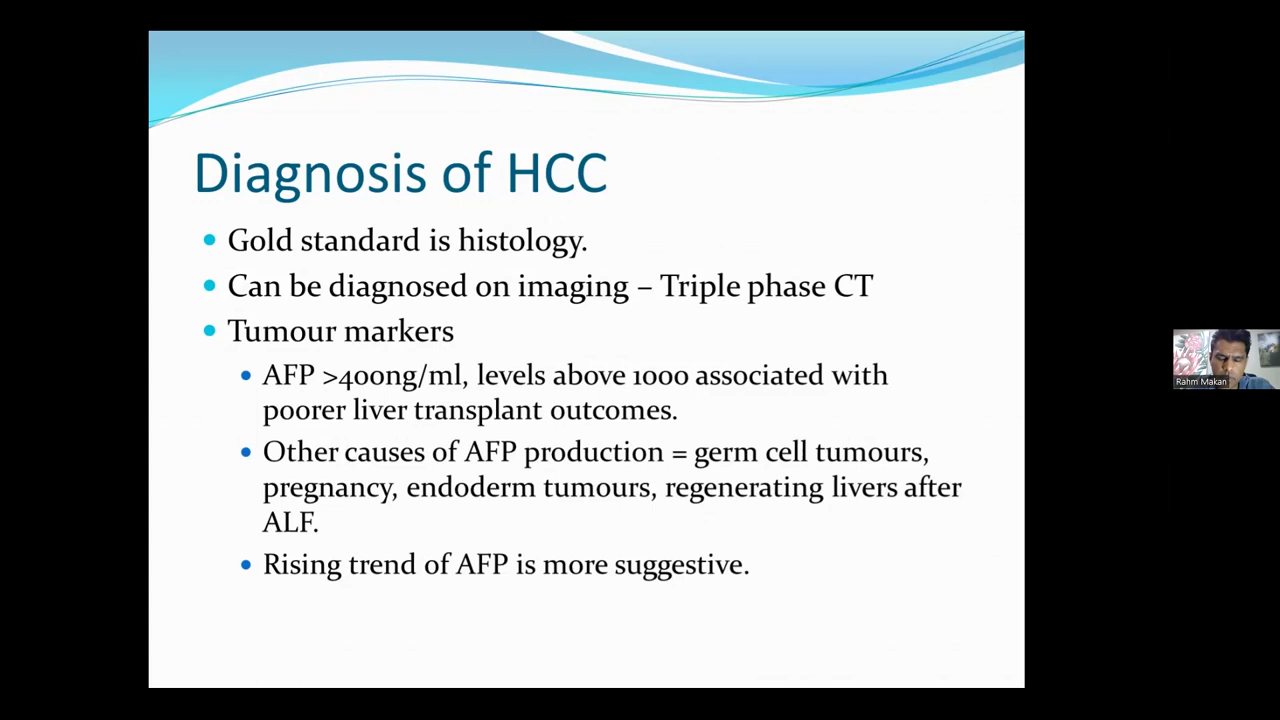 Diagnosis of HCC
Gold standard is histology.
Can be diagnosed on imaging – Triple phase CT
Tumour markers
AFP >400ng/ml, levels above 1000 associated with
poorer liver transplant outcomes.
Other causes of AFP production = germ cell tumours,
pregnancy, endoderm tumours, regenerating livers after
ALF.
Rising trend of AFP is more suggestive.
Rahm Makan